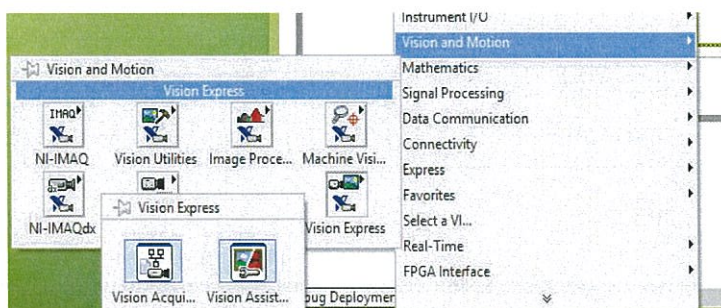 Instrument I/O
Vision and Motion
Mathematics
Signal Processing
Data Communication
Connectivity
Express
Favorites
Select a VI...
Real-Time
FPGA Interface
Vision and Motion
Vision Express
IMAQ
NI-IMAQ Vision Utilities Image Proce... Machine Visi...
NI-IMAQdx Vision Express
Vision Express
Vision Acqui... Vision Assist...
bug Deploymen